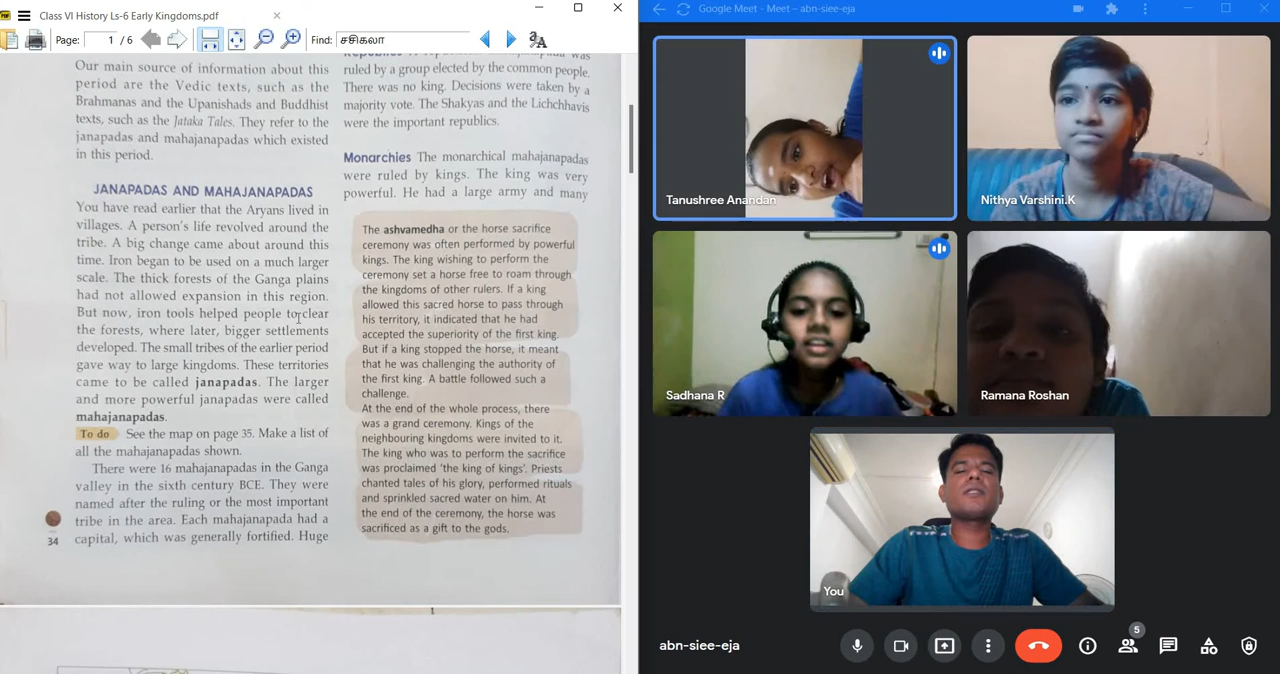 Class VI History Ls-6 Early Kingdoms.pdf
Page: 1 / 6
Find:
Our main source of information about this
period are the Vedic texts, such as the
Brahmanas and the Upanishads and Buddhist
texts, such as the Jataka Tales. They refer to the
janapadas and mahajanapadas which existed
in this period.
JANAPADAS AND MAHAJANAPADAS
You have read earlier that the Aryans lived in
villages. A person's life revolved around the
tribe. A big change came about around this
time. Iron began to be used on a much larger
scale. The thick forests of the Ganga plains
had not allowed expansion in this region.
But now, iron tools helped people to clear
the forests, where later, bigger settlements
developed. The small tribes of the earlier period
gave way to large kingdoms. These territories
came to be called janapadas. The larger
and more powerful janapadas were called
mahajanapadas.
To do See the map on page 35. Make a list of
all the mahajanapadas shown.
There were 16 mahajanapadas in the Ganga
valley in the sixth century BCE. They were
named after the ruling or the most important
tribe in the area. Each mahajanapada had a
capital, which was generally fortified. Huge
34
was
ruled by a group elected by the common people.
There was no king. Decisions were taken by a
majority vote. The Shakyas and the Lichchhavis
were the important republics.
Monarchies The monarchical mahajanapadas
were ruled by kings. The king was very
powerful. He had a large army and many
The ashvamedha or the horse sacrifice
ceremony was often performed by powerful
kings. The king wishing to perform the
ceremony set a horse free to roam through
the kingdoms of other rulers. If a king
allowed this sacred horse to pass through
his territory, it indicated that he had
accepted the superiority of the first king.
But if a king stopped the horse, it meant
that he was challenging the authority of
the first king. A battle followed such a
challenge.
At the end of the whole process, there
was a grand ceremony. Kings of the
neighbouring kingdoms were invited to it.
The king who was to perform the sacrifice
was proclaimed 'the king of kings'. Priests
chanted tales of his glory, performed rituals
and sprinkled sacred water on him. At
the end of the ceremony, the horse was
sacrificed as a gift to the gods.
Google Meet - Meet – abn-siee-eja
Tanushree Anandan
Nithya Varshini.K
Sadhana R
Ramana Roshan
You
abn-siee-eja
5